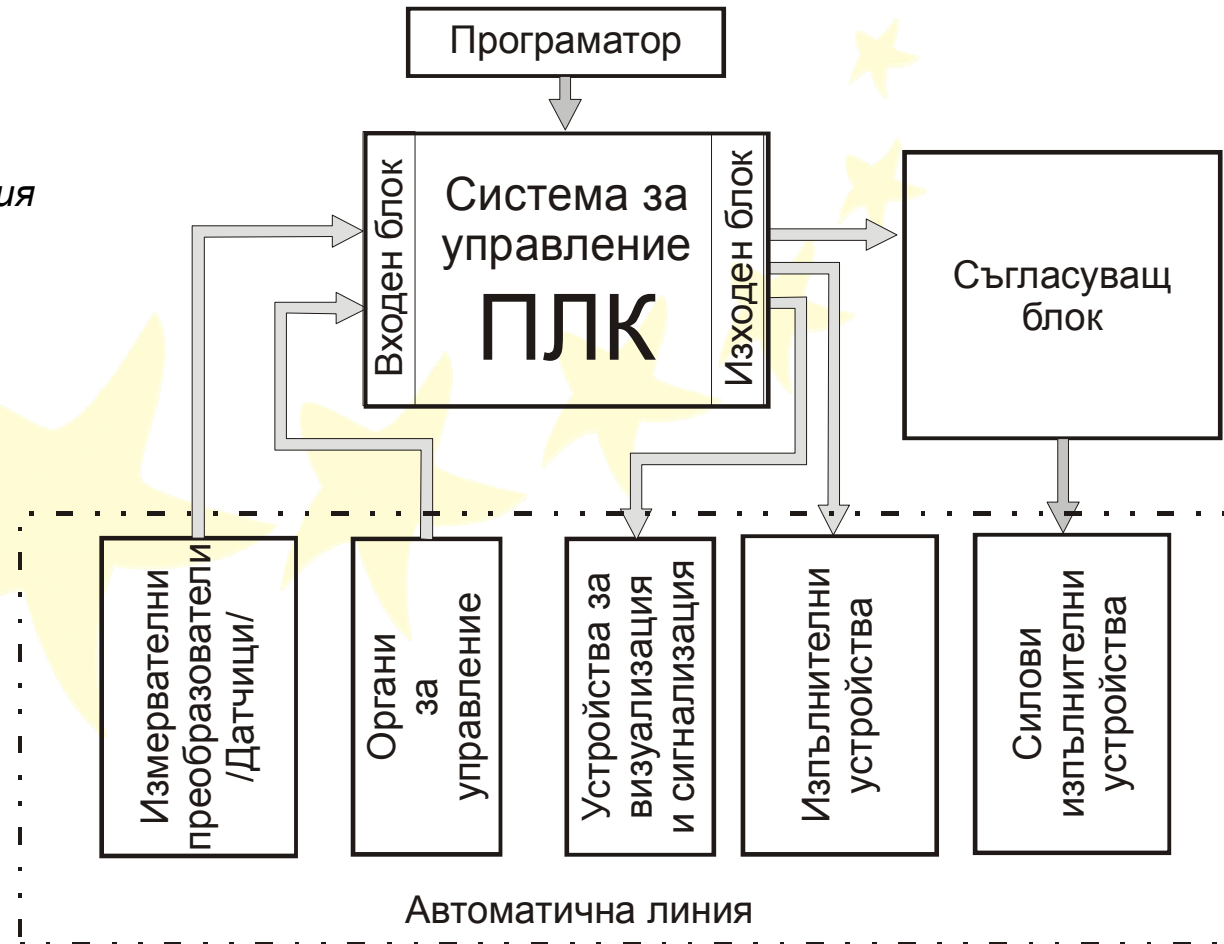 Програматор
ия
Входен блок
Система за
управление
ПЛК
Изходен блок
Съгласуващ
блок
Измервателни
преобразователи
/Датчици/
Органи
за
управление
Устройства за
визуализация
и сигнализация
Изпълнителни
устройства
Силови
изпълнителни
устройства
Автоматична линия